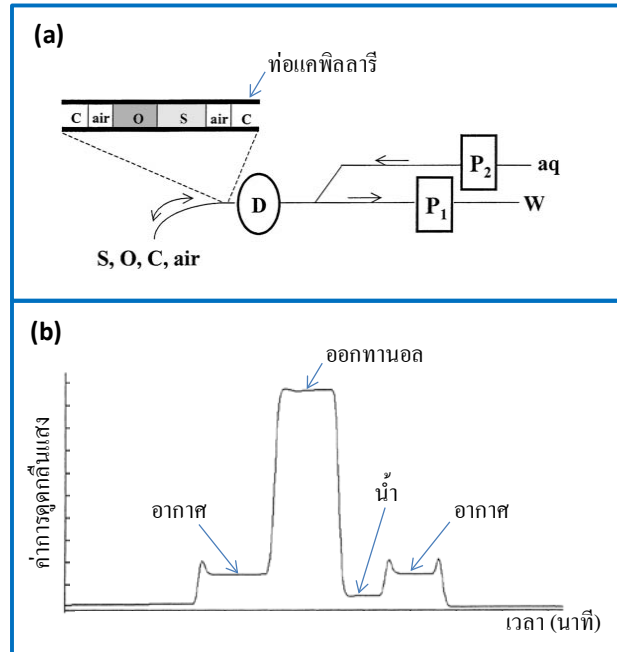 (a)
ท่อแคพิลลารี
C air O S air C
P₂ aq
D P₁ W
S, O, C, air
(b)
ออกทานอล
น้ำ
อากาศ อากาศ
ค่าการดูดกลืนแสง
เวลา (นาที)